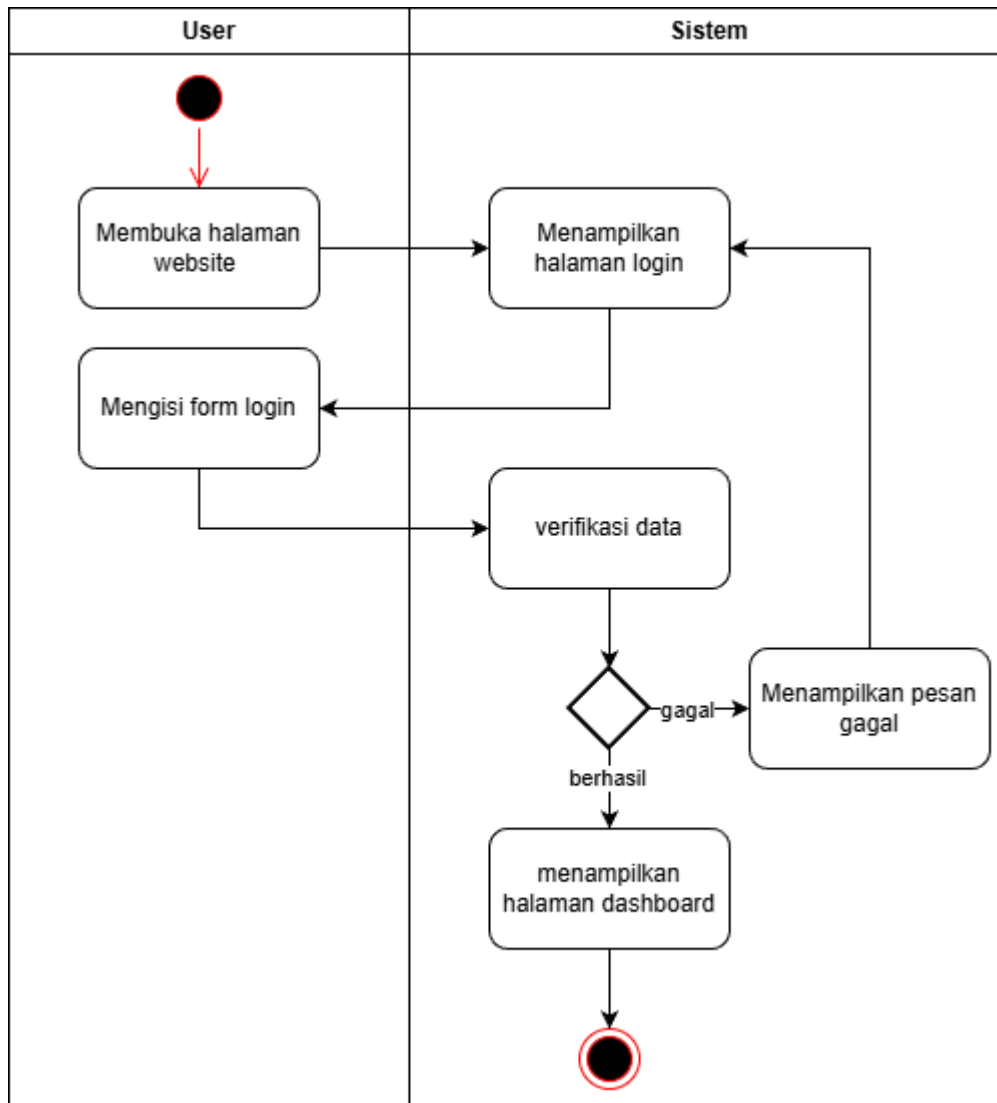 User
Sistem
Membuka halaman
website
Menampilkan
halaman login
Mengisi form login
verifikasi data
gagal
Menampilkan pesan
gagal
berhasil
menampilkan
halaman dashboard